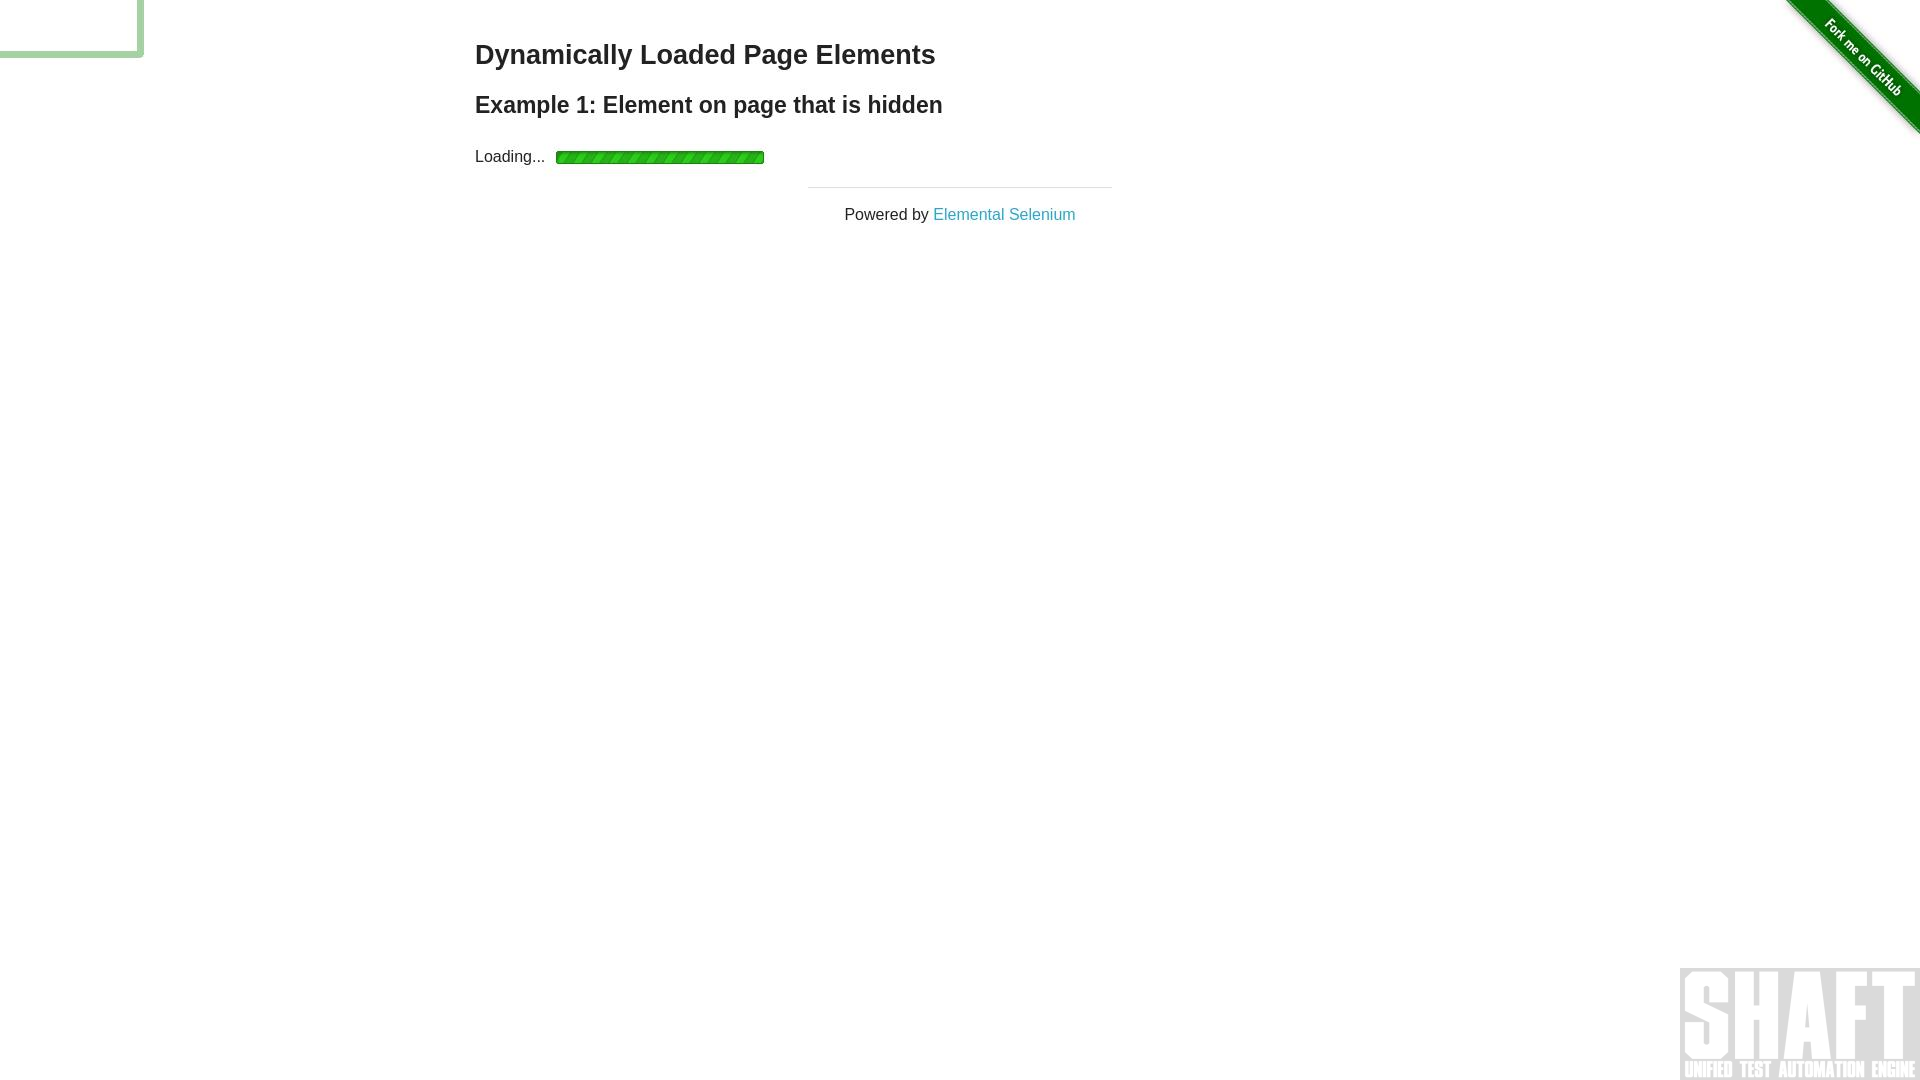 Dynamically Loaded Page Elements
Fork me on GitHub
Example 1: Element on page that is hidden
Loading...
Powered by Elemental Selenium
SHAFT
UNIFIED TEST AUTOMATION ENGINE